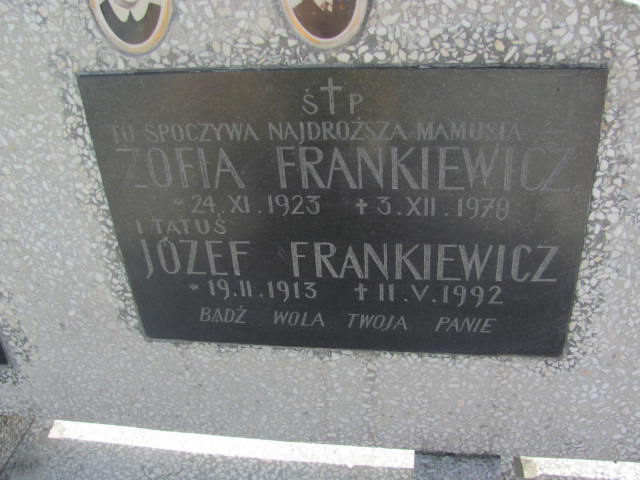 Ś✝P
TU SPOCZYWA NAJDROŻSZA MAMUSIA
ZOFIA FRANKIEWICZ
* 24.XI.1923 ✝ 3.XII.1978
I TATUŚ
JÓZEF FRANKIEWICZ
* 19.II.1913 ✝ 11.V.1992
BĄDŹ WOLA TWOJA PANIE